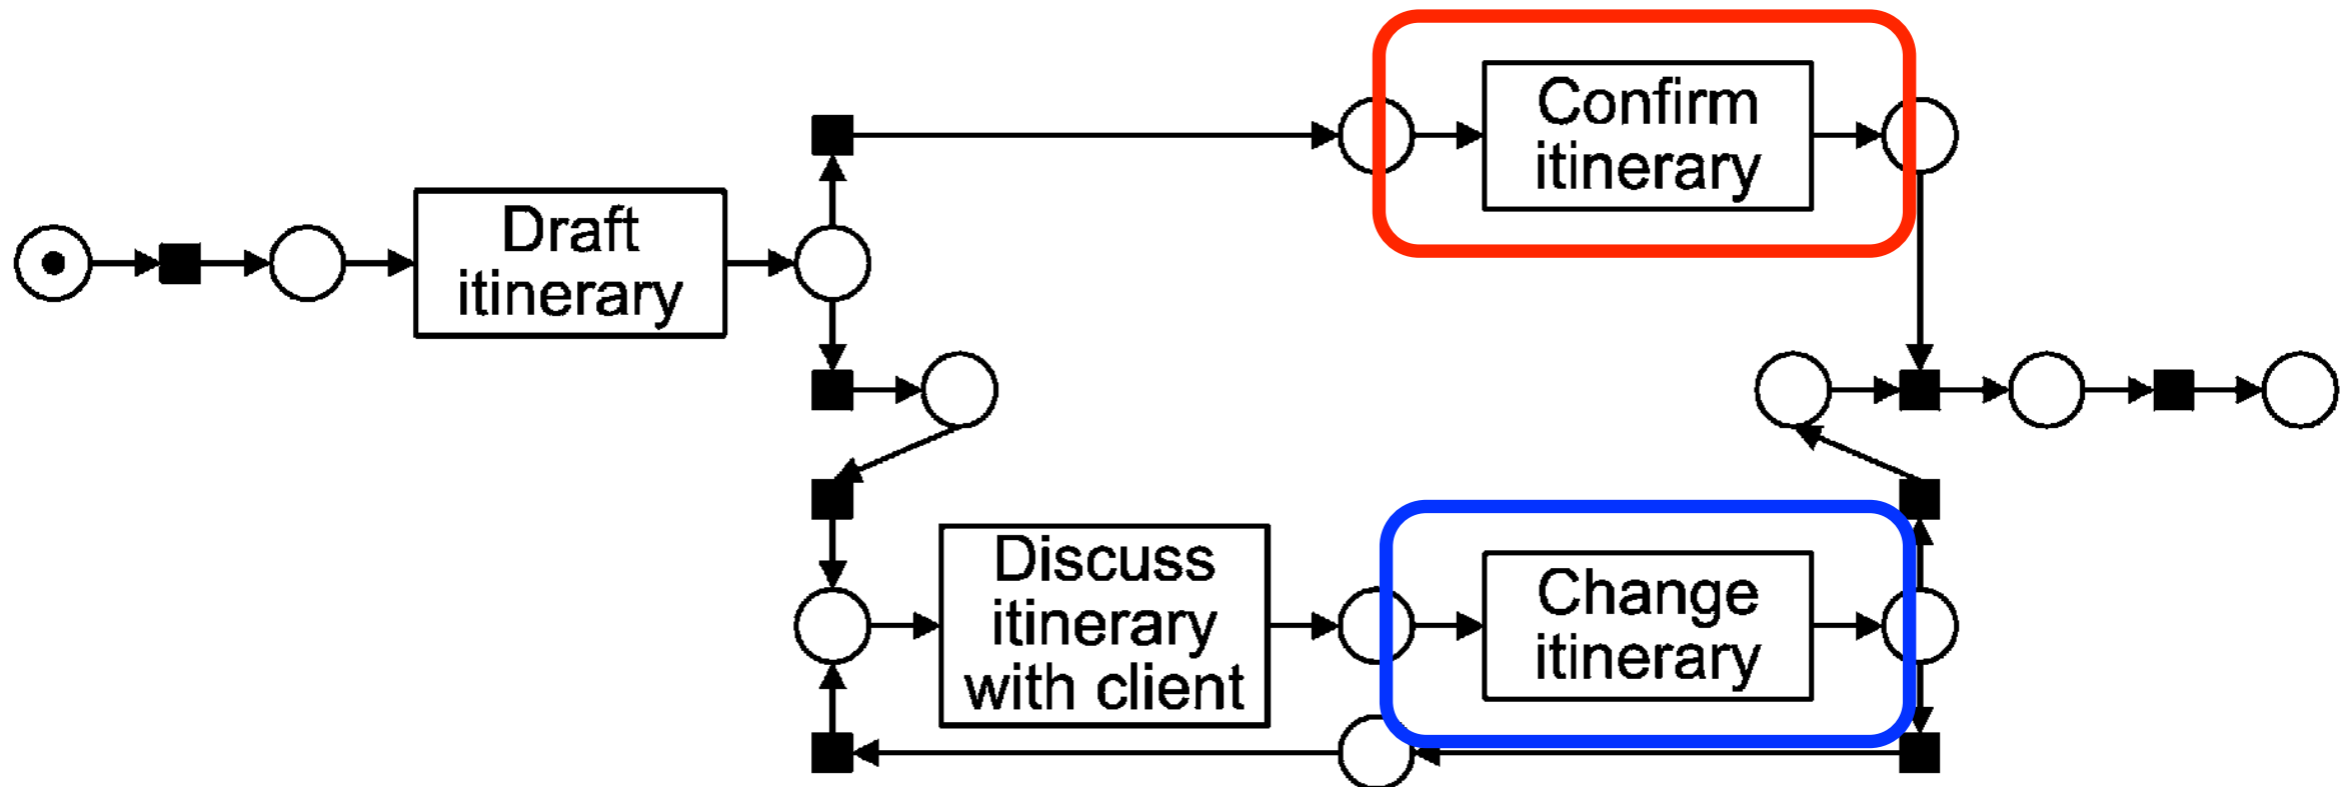 Confirm
itinerary
Draft
itinerary
Discuss
itinerary
with client
Change
itinerary